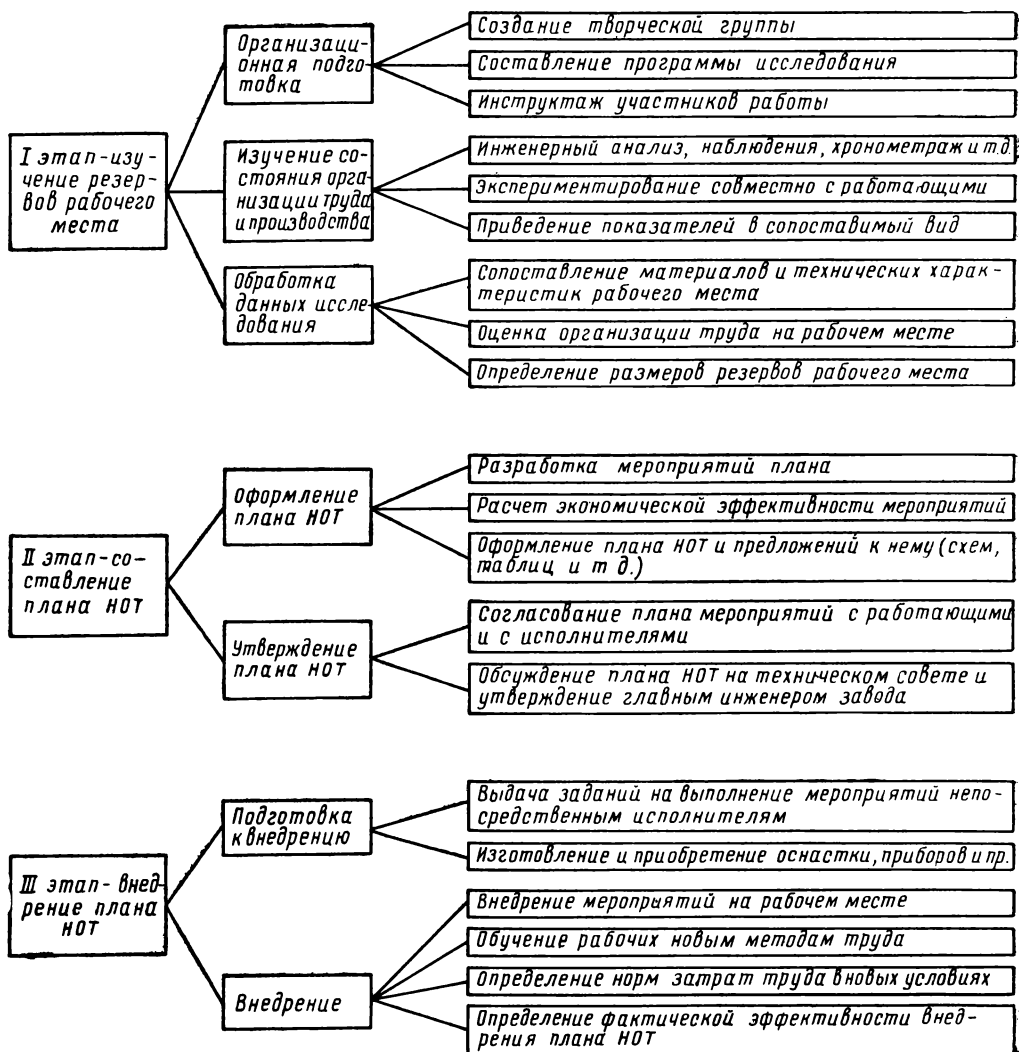 I этап-изу-
чение резер-
вов рабочего
места
Организаци-
онная подго-
товка
Создание творческой группы
Составление программы исследования
Инструктаж участников работы
Изучение со-
стояния орга-
низации труда
и производства
Инженерный анализ, наблюдения, хронометраж и т.д.
Экспериментирование совместно с работающими
Приведение показателей в сопоставимый вид
Обработка
данных иссле-
дования
Сопоставление материалов и технических харак-
теристик рабочего места
Оценка организации труда на рабочем месте
Определение размеров резервов рабочего места
II этап-со-
ставление
плана НОТ
Оформление
плана НОТ
Разработка мероприятий плана
Расчет экономической эффективности мероприятий
Оформление плана НОТ и предложений к нему (схем,
таблиц и т д.)
Утверждение
плана НОТ
Согласование плана мероприятий с работающими
и с исполнителями
Обсуждение плана НОТ на техническом совете и
утверждение главным инженером завода
III этап-внед-
рение плана
НОТ
Подготовка
к внедрению
Выдача заданий на выполнение мероприятий непо-
средственным исполнителям
Изготовление и приобретение оснастки, приборов и пр.
Внедрение
Внедрение мероприятий на рабочем месте
Обучение рабочих новым методам труда
Определение норм затрат труда в новых условиях
Определение фактической эффективности внед-
рения плана НОТ